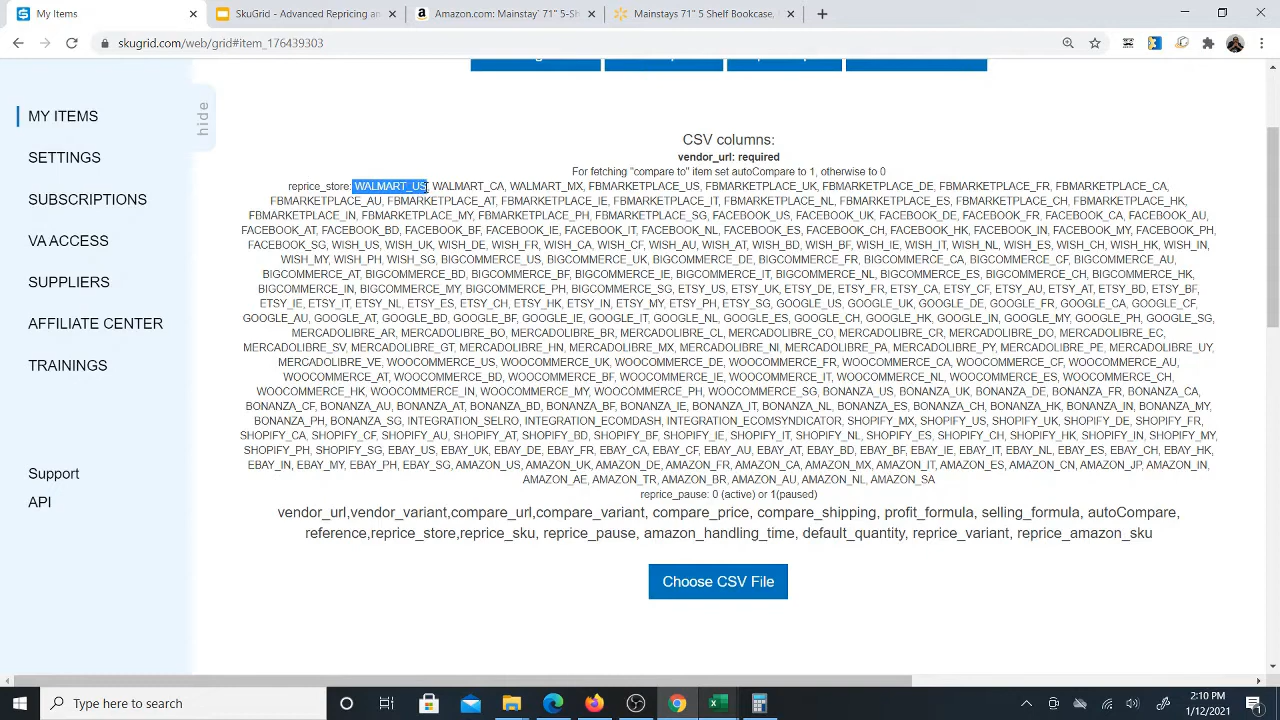 SkuGrid - Advanced Repricing an
Amazon.com: Mainstay` 71" 5-Sh
Mainstays 71" 5 Shelf Bookcase,
skugrid.com/web/grid#item_176439303
MY ITEMS
hide
SETTINGS
SUBSCRIPTIONS
VA ACCESS
SUPPLIERS
AFFILIATE CENTER
TRAININGS
Support
API
CSV columns:
vendor_url: required
For fetching "compare to" item set autoCompare to 1, otherwise to 0
reprice_store: WALMART_US, WALMART_CA, WALMART_MX, FBMARKETPLACE_US, FBMARKETPLACE_UK, FBMARKETPLACE_DE, FBMARKETPLACE_FR, FBMARKETPLACE_CA,
FBMARKETPLACE_AU, FBMARKETPLACE_AT, FBMARKETPLACE_IE, FBMARKETPLACE_IT, FBMARKETPLACE_NL, FBMARKETPLACE_ES, FBMARKETPLACE_CH, FBMARKETPLACE_HK,
FBMARKETPLACE_IN, FBMARKETPLACE_MY, FBMARKETPLACE_PH, FBMARKETPLACE_SG, FACEBOOK_US, FACEBOOK_UK, FACEBOOK_DE, FACEBOOK_FR, FACEBOOK_CA, FACEBOOK_AU,
FACEBOOK_AT, FACEBOOK_BD, FACEBOOK_BF, FACEBOOK_IE, FACEBOOK_IT, FACEBOOK_NL, FACEBOOK_ES, FACEBOOK_CH, FACEBOOK_HK, FACEBOOK_IN, FACEBOOK_MY, FACEBOOK_PH,
FACEBOOK_SG, WISH_US, WISH_UK, WISH_DE, WISH_FR, WISH_CA, WISH_CF, WISH_AU, WISH_AT, WISH_BD, WISH_BF, WISH_IE, WISH_IT, WISH_NL, WISH_ES, WISH_CH, WISH_HK, WISH_IN,
WISH_MY, WISH_PH, WISH_SG, BIGCOMMERCE_US, BIGCOMMERCE_UK, BIGCOMMERCE_DE, BIGCOMMERCE_FR, BIGCOMMERCE_CA, BIGCOMMERCE_CF, BIGCOMMERCE_AU,
BIGCOMMERCE_AT, BIGCOMMERCE_BD, BIGCOMMERCE_BF, BIGCOMMERCE_IE, BIGCOMMERCE_IT, BIGCOMMERCE_NL, BIGCOMMERCE_ES, BIGCOMMERCE_CH, BIGCOMMERCE_HK,
BIGCOMMERCE_IN, BIGCOMMERCE_MY, BIGCOMMERCE_PH, BIGCOMMERCE_SG, ETSY_US, ETSY_UK, ETSY_DE, ETSY_FR, ETSY_CA, ETSY_CF, ETSY_AU, ETSY_AT, ETSY_BD, ETSY_BF,
ETSY_IE, ETSY_IT, ETSY_NL, ETSY_ES, ETSY_CH, ETSY_HK, ETSY_IN, ETSY_MY, ETSY_PH, ETSY_SG, GOOGLE_US, GOOGLE_UK, GOOGLE_DE, GOOGLE_FR, GOOGLE_CA, GOOGLE_CF,
GOOGLE_AU, GOOGLE_AT, GOOGLE_BD, GOOGLE_BF, GOOGLE_IE, GOOGLE_IT, GOOGLE_NL, GOOGLE_ES, GOOGLE_CH, GOOGLE_HK, GOOGLE_IN, GOOGLE_MY, GOOGLE_PH, GOOGLE_SG,
MERCADOLIBRE_AR, MERCADOLIBRE_BO, MERCADOLIBRE_BR, MERCADOLIBRE_CL, MERCADOLIBRE_CO, MERCADOLIBRE_CR, MERCADOLIBRE_DO, MERCADOLIBRE_EC,
MERCADOLIBRE_SV, MERCADOLIBRE_GT, MERCADOLIBRE_HN, MERCADOLIBRE_MX, MERCADOLIBRE_NI, MERCADOLIBRE_PA, MERCADOLIBRE_PY, MERCADOLIBRE_PE, MERCADOLIBRE_UY,
MERCADOLIBRE_VE, WOOCOMMERCE_US, WOOCOMMERCE_UK, WOOCOMMERCE_DE, WOOCOMMERCE_FR, WOOCOMMERCE_CA, WOOCOMMERCE_CF, WOOCOMMERCE_AU,
WOOCOMMERCE_AT, WOOCOMMERCE_BD, WOOCOMMERCE_BF, WOOCOMMERCE_IE, WOOCOMMERCE_IT, WOOCOMMERCE_NL, WOOCOMMERCE_ES, WOOCOMMERCE_CH,
WOOCOMMERCE_HK, WOOCOMMERCE_IN, WOOCOMMERCE_MY, WOOCOMMERCE_PH, WOOCOMMERCE_SG, BONANZA_US, BONANZA_UK, BONANZA_DE, BONANZA_FR, BONANZA_CA,
BONANZA_CF, BONANZA_AU, BONANZA_AT, BONANZA_BD, BONANZA_BF, BONANZA_IE, BONANZA_IT, BONANZA_NL, BONANZA_ES, BONANZA_CH, BONANZA_HK, BONANZA_IN, BONANZA_MY,
BONANZA_PH, BONANZA_SG, INTEGRATION_SELRO, INTEGRATION_ECOMDASH, INTEGRATION_ECOMSYNDICATOR, SHOPIFY_MX, SHOPIFY_US, SHOPIFY_UK, SHOPIFY_DE, SHOPIFY_FR,
SHOPIFY_CA, SHOPIFY_CF, SHOPIFY_AU, SHOPIFY_AT, SHOPIFY_BD, SHOPIFY_BF, SHOPIFY_IE, SHOPIFY_IT, SHOPIFY_NL, SHOPIFY_ES, SHOPIFY_CH, SHOPIFY_HK, SHOPIFY_IN, SHOPIFY_MY,
SHOPIFY_PH, SHOPIFY_SG, EBAY_US, EBAY_UK, EBAY_DE, EBAY_FR, EBAY_CA, EBAY_CF, EBAY_AU, EBAY_AT, EBAY_BD, EBAY_BF, EBAY_IE, EBAY_IT, EBAY_NL, EBAY_ES, EBAY_CH, EBAY_HK,
EBAY_IN, EBAY_MY, EBAY_PH, EBAY_SG, AMAZON_US, AMAZON_UK, AMAZON_DE, AMAZON_FR, AMAZON_CA, AMAZON_MX, AMAZON_IT, AMAZON_ES, AMAZON_CN, AMAZON_JP, AMAZON_IN,
AMAZON_AE, AMAZON_TR, AMAZON_BR, AMAZON_AU, AMAZON_NL, AMAZON_SA
reprice_pause: 0 (active) or 1(paused)
vendor_url,vendor_variant,compare_url,compare_variant, compare_price, compare_shipping, profit_formula, selling_formula, autoCompare,
reference,reprice_store,reprice_sku, reprice_pause, amazon_handling_time, default_quantity, reprice_variant, reprice_amazon_sku
Choose CSV File
Type here to search
2:10 PM
1/12/2021